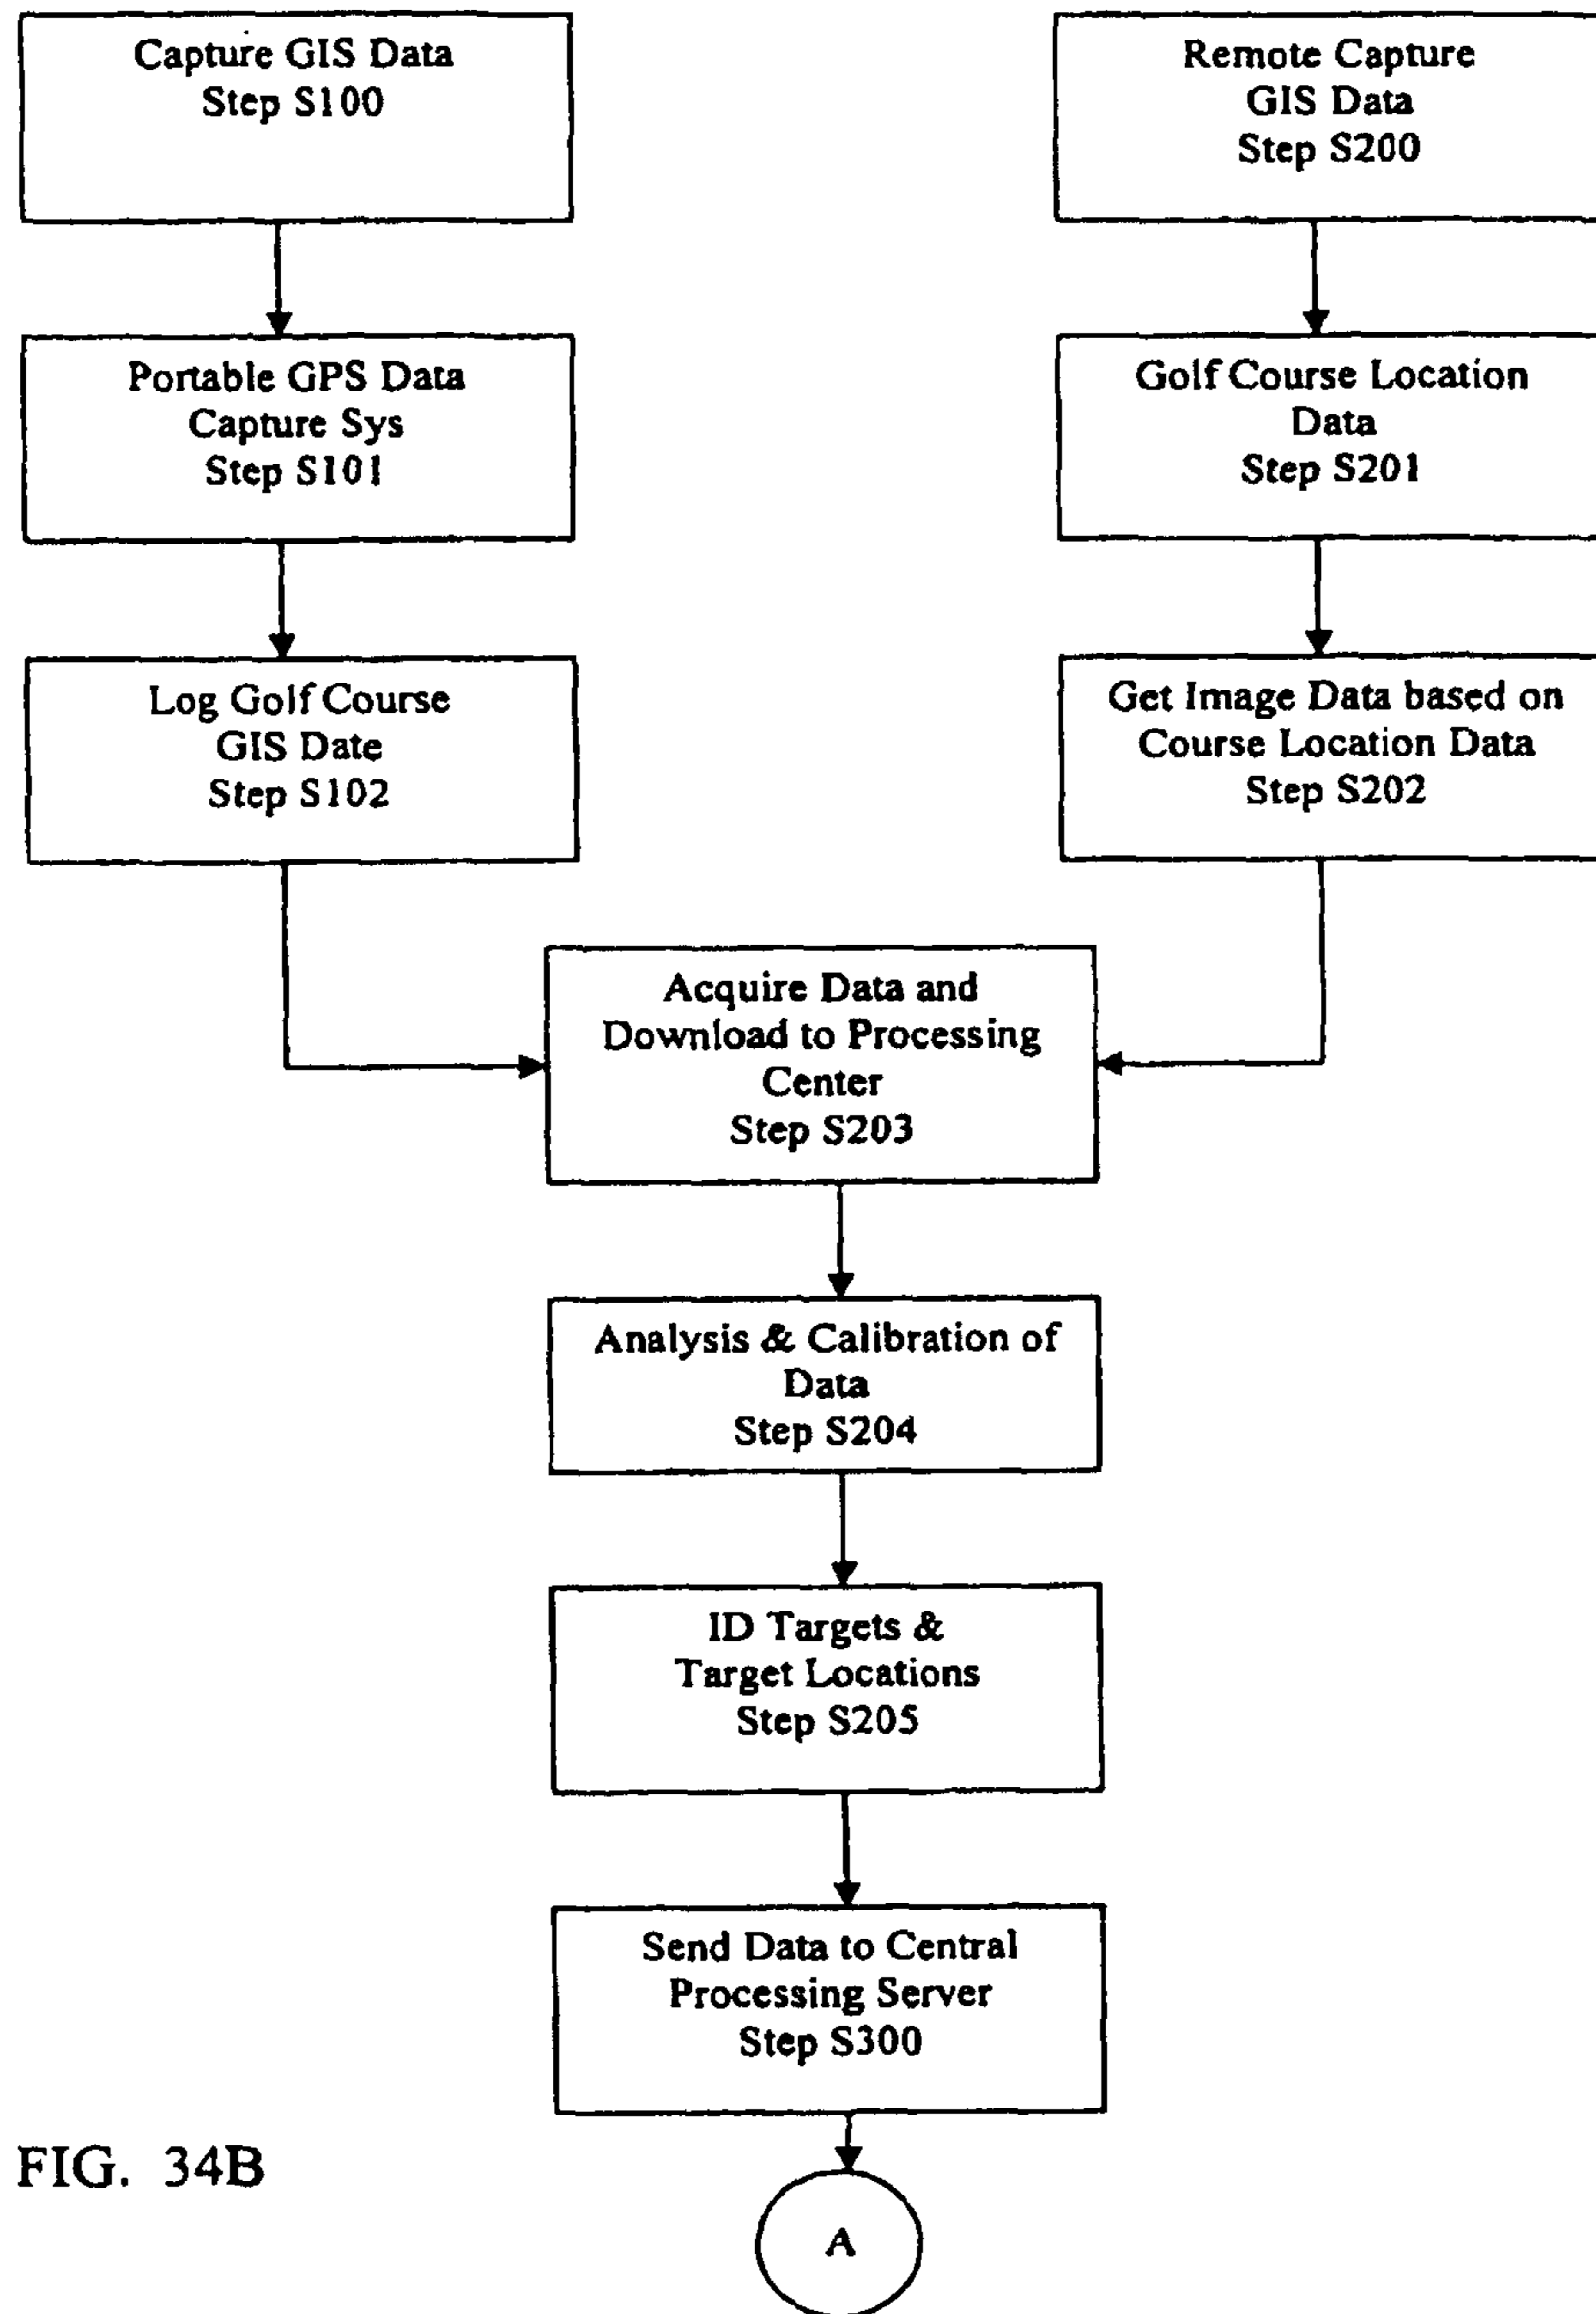 Capture GIS Data
Step S100
Remote Capture
GIS Data
Step S200
Portable GPS Data
Capture Sys
Step S101
Golf Course Location
Data
Step S201
Log Golf Course
GIS Date
Step S102
Get Image Data based on
Course Location Data
Step S202
Acquire Data and
Download to Processing
Center
Step S203
Analysis & Calibration of
Data
Step S204
ID Targets &
Target Locations
Step S205
Send Data to Central
Processing Server
Step S300
FIG. 34B
A